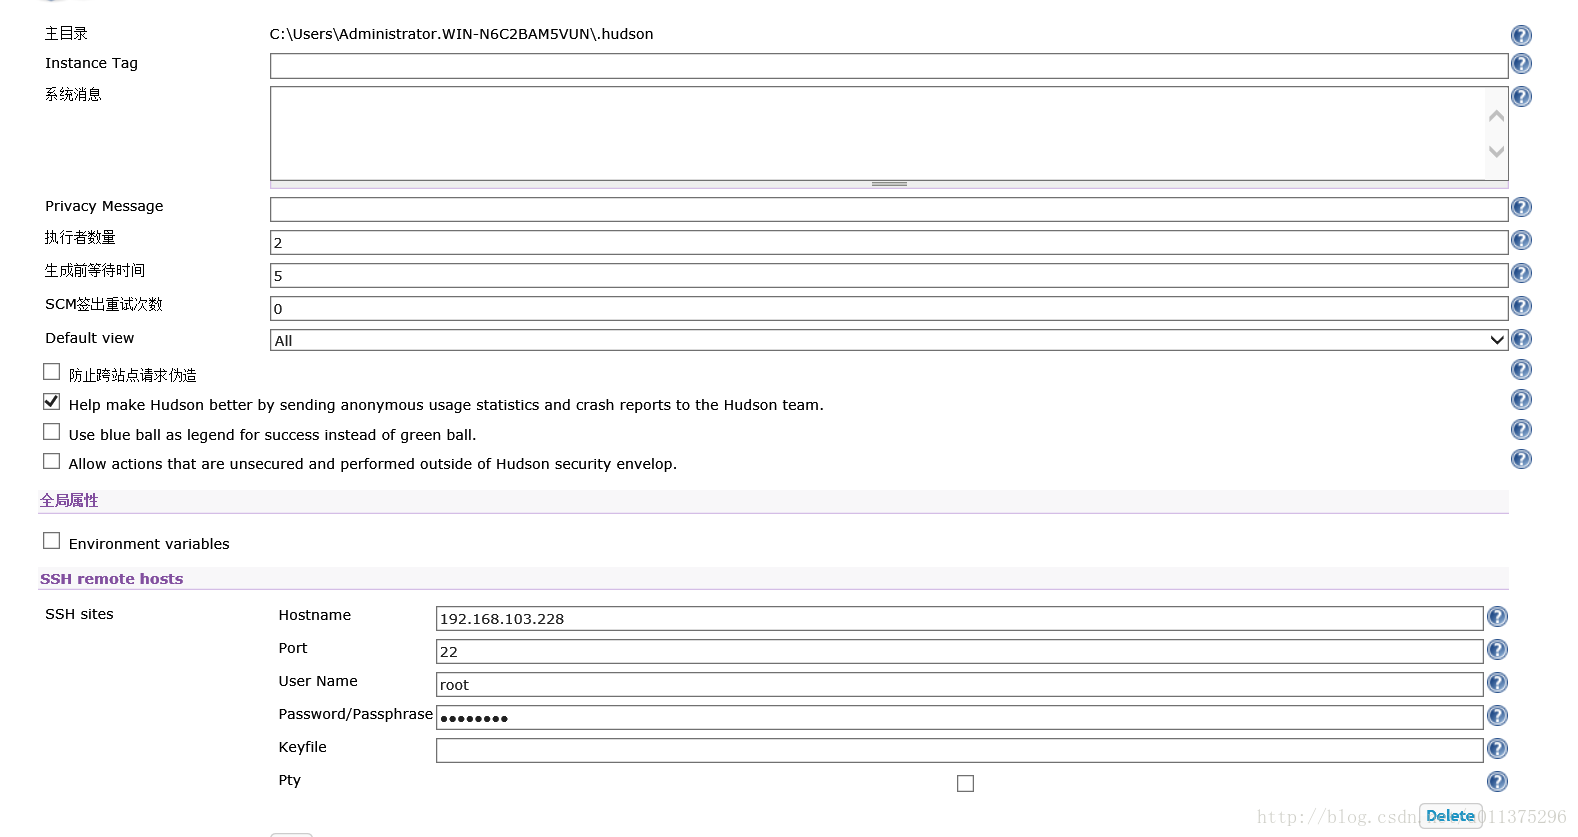 主目录 C:\Users\Administrator.WIN-N6C2BAM5VUN\.hudson
Instance Tag
系统消息
Privacy Message
执行者数量 2
生成前等待时间 5
SCM签出重试次数 0
Default view All
防止跨站点请求伪造
Help make Hudson better by sending anonymous usage statistics and crash reports to the Hudson team.
Use blue ball as legend for success instead of green ball.
Allow actions that are unsecured and performed outside of Hudson security envelop.
全局属性
Environment variables
SSH remote hosts
SSH sites Hostname 192.168.103.228
Port 22
User Name root
Password/Passphrase ••••••••
Keyfile
Pty
Delete
http://blog.csdn. 011375296